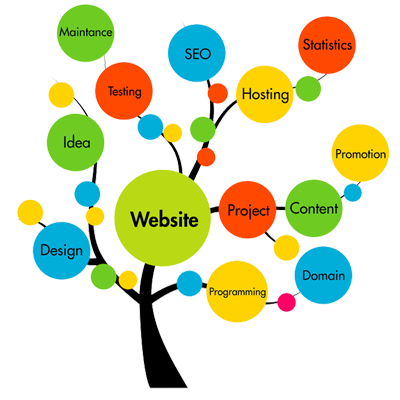 Maintance
SEO
Statistics
Testing
Hosting
Idea
Promotion
Website
Project
Content
Design
Domain
Programming